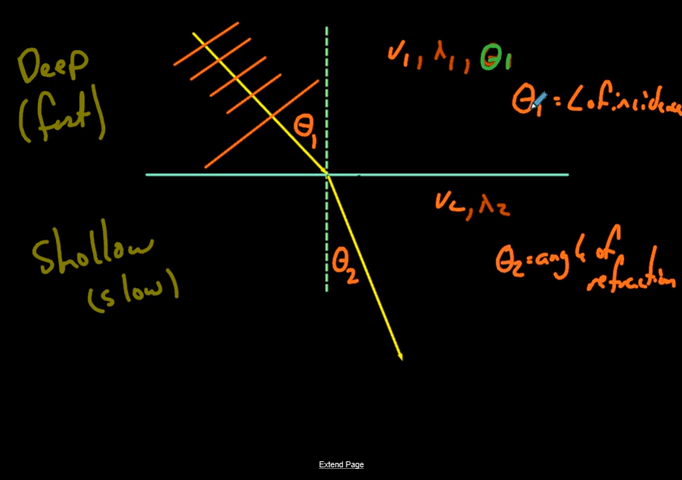 Deep
(fast)
v1, λ1, θ1
θ1 = ∠ of incidence
θ1
v2, λ2
Shallow
(slow)
θ2
θ2 = angle of
refraction
Extend Page